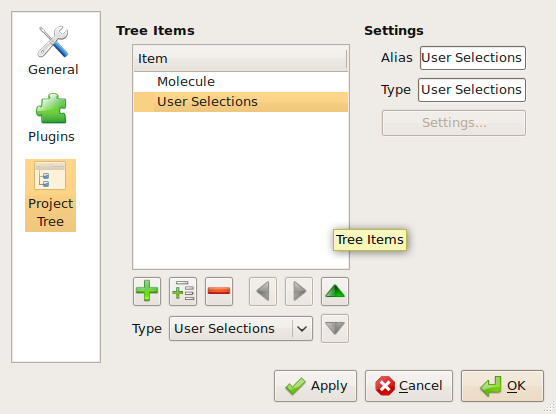 General
Plugins
Project
Tree
Tree Items
Item
Molecule
User Selections
Tree Items
Type
User Selections
Settings
Alias
User Selections
Type
User Selections
Settings...
Apply
Cancel
OK